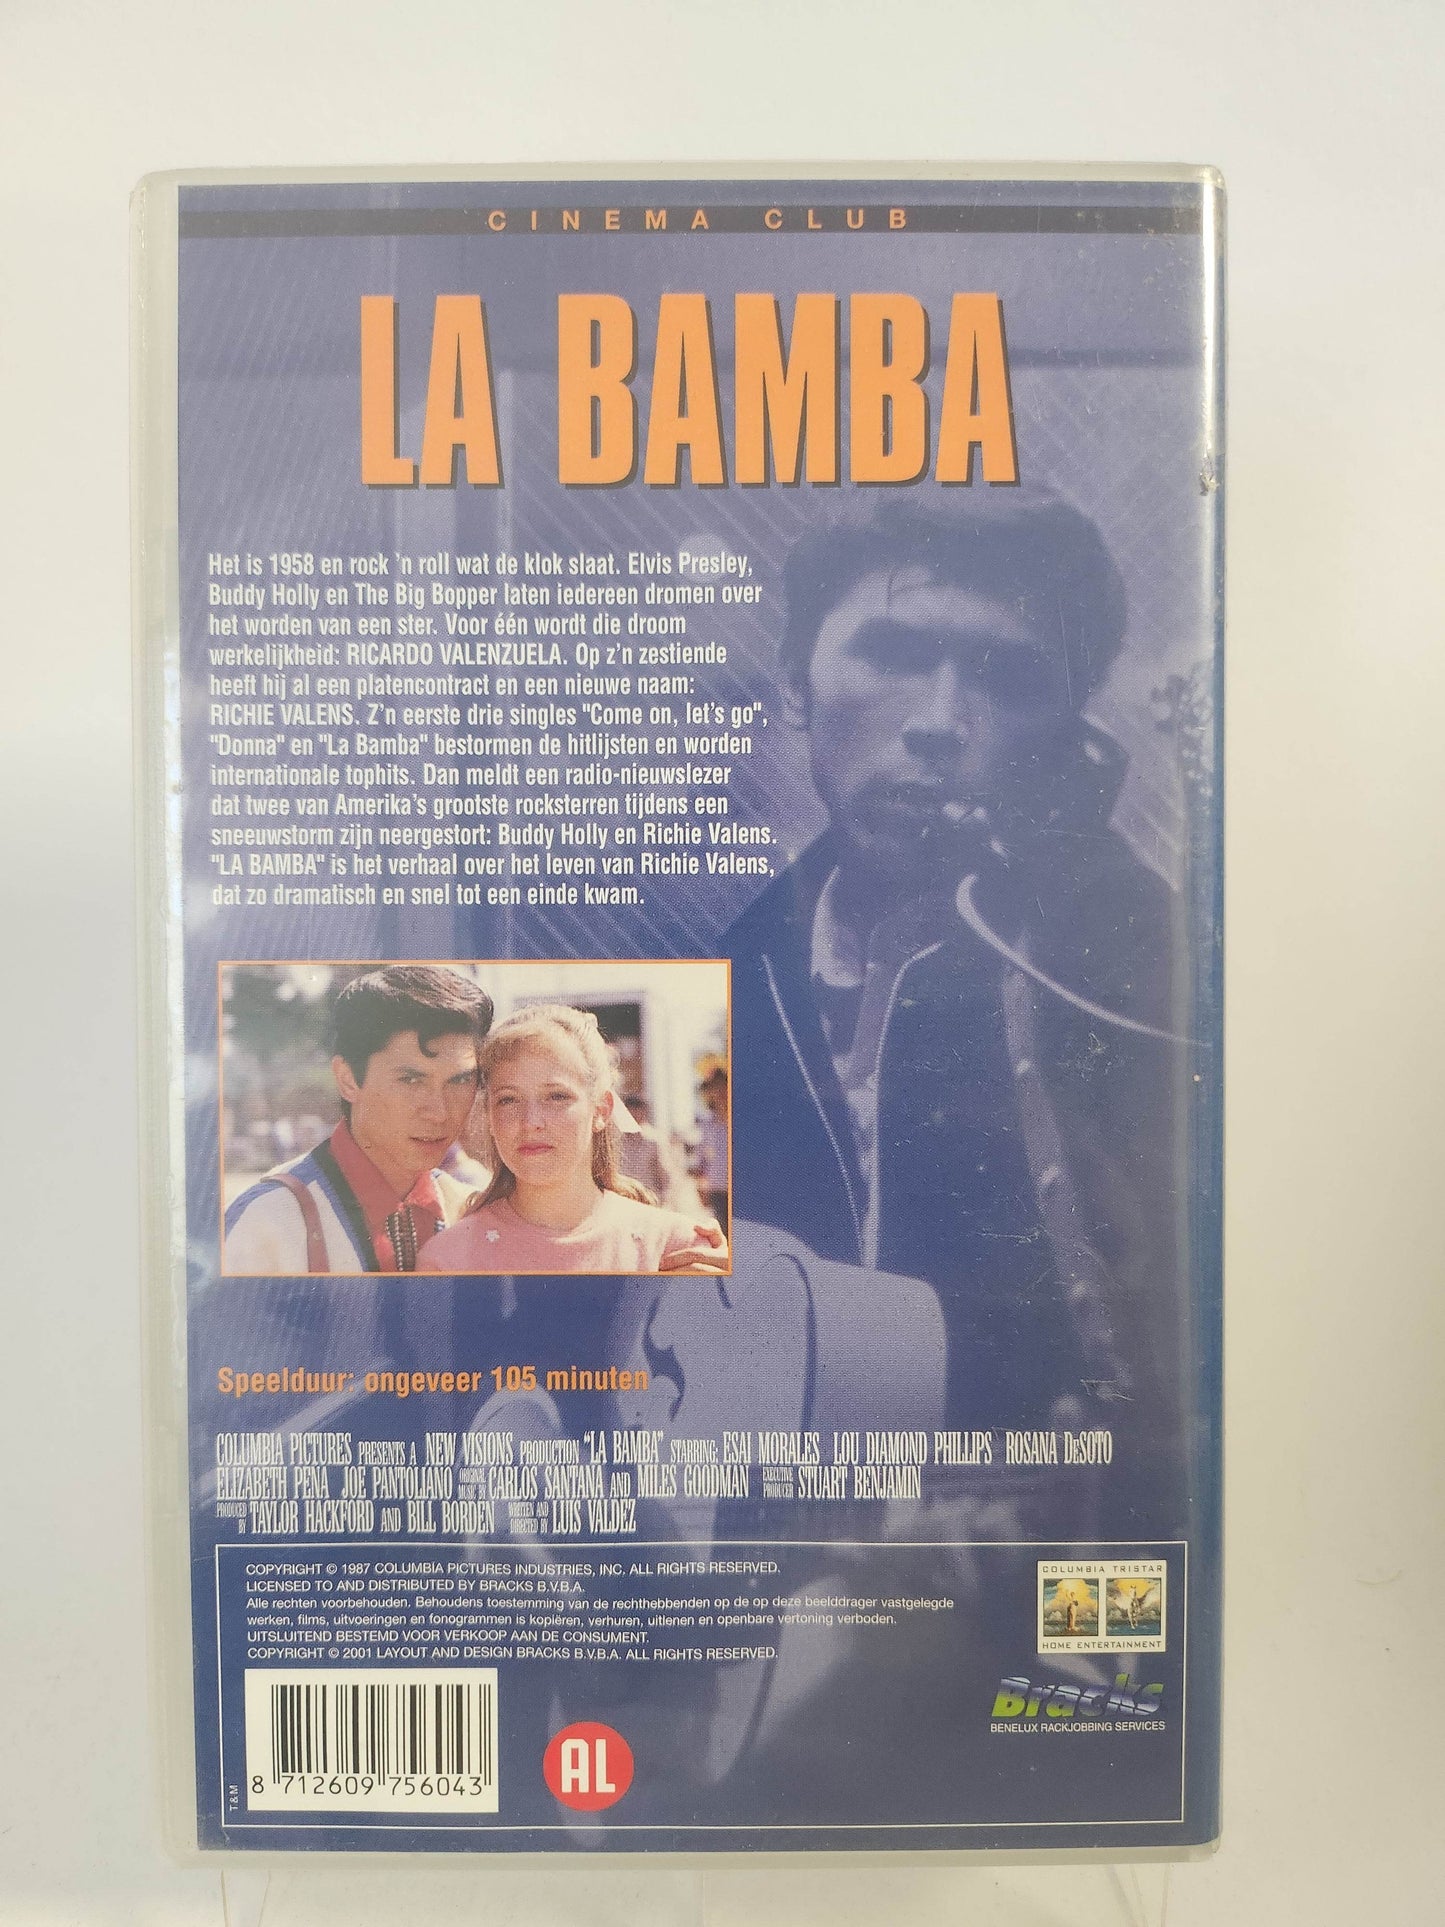 CINEMA CLUB
LA BAMBA
Het is 1958 en rock 'n roll wat de klok slaat. Elvis Presley,
Buddy Holly en The Big Bopper laten iedereen dromen over
het worden van een ster. Voor één wordt die droom
werkelijkheid: RICARDO VALENZUELA. Op z'n zestiende
heeft hij al een platencontract en een nieuwe naam:
RICHIE VALENS. Z'n eerste drie singles "Come on, let's go",
"Donna" en "La Bamba" bestormen de hitlijsten en worden
internationale tophits. Dan meldt een radio-nieuwslezer
dat twee van Amerika's grootste rocksterren tijdens een
sneeuwstorm zijn neergestort: Buddy Holly en Richie Valens.
"LA BAMBA" is het verhaal over het leven van Richie Valens,
dat zo dramatisch en snel tot een einde kwam.
Speelduur: ongeveer 105 minuten
COLUMBIA PICTURES PRESENTS A NEW VISIONS PRODUCTION "LA BAMBA" STARRING: ESAI MORALES LOU DIAMOND PHILLIPS ROSANA DeSOTO
ELIZABETH PENA JOE PANTOLIANO ORIGINAL MUSIC BY CARLOS SANTANA AND MILES GOODMAN EXECUTIVE PRODUCER STUART BENJAMIN
PRODUCED BY TAYLOR HACKFORD AND BILL BORDEN WRITTEN AND DIRECTED BY LUIS VALDEZ
COPYRIGHT © 1987 COLUMBIA PICTURES INDUSTRIES, INC. ALL RIGHTS RESERVED.
LICENSED TO AND DISTRIBUTED BY BRACKS B.V.B.A.
Alle rechten voorbehouden. Behoudens toestemming van de rechthebbenden op de op deze beelddrager vastgelegde
werken, films, uitvoeringen en fonogrammen is kopiëren, verhuren, uitlenen en openbare vertoning verboden.
UITSLUITEND BESTEMD VOOR VERKOOP AAN DE CONSUMENT.
COPYRIGHT © 2001 LAYOUT AND DESIGN BRACKS B.V.B.A. ALL RIGHTS RESERVED.
COLUMBIA TRISTAR
HOME ENTERTAINMENT
Bracks
BENELUX RACKJOBBING SERVICES
T&M
8 712609 756043
AL